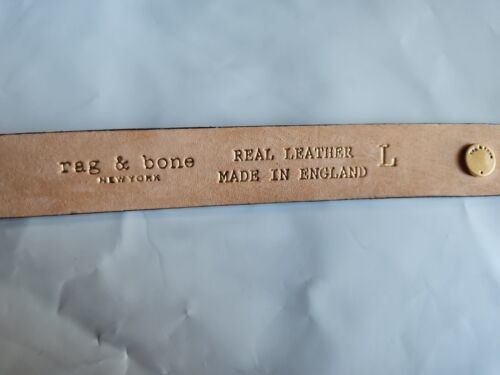 rag & bone
NEW YORK
REAL LEATHER
MADE IN ENGLAND
L